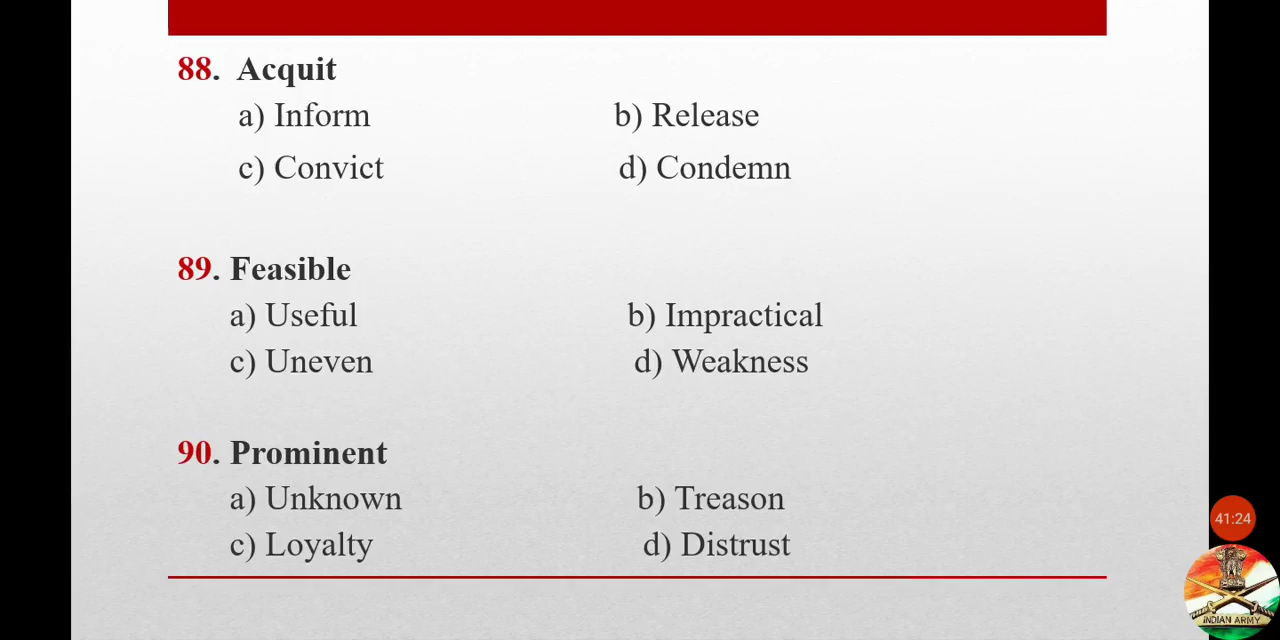 88. Acquit
a) Inform b) Release
c) Convict d) Condemn
89. Feasible
a) Useful b) Impractical
c) Uneven d) Weakness
90. Prominent
a) Unknown b) Treason
c) Loyalty d) Distrust
41:24
INDIAN ARMY